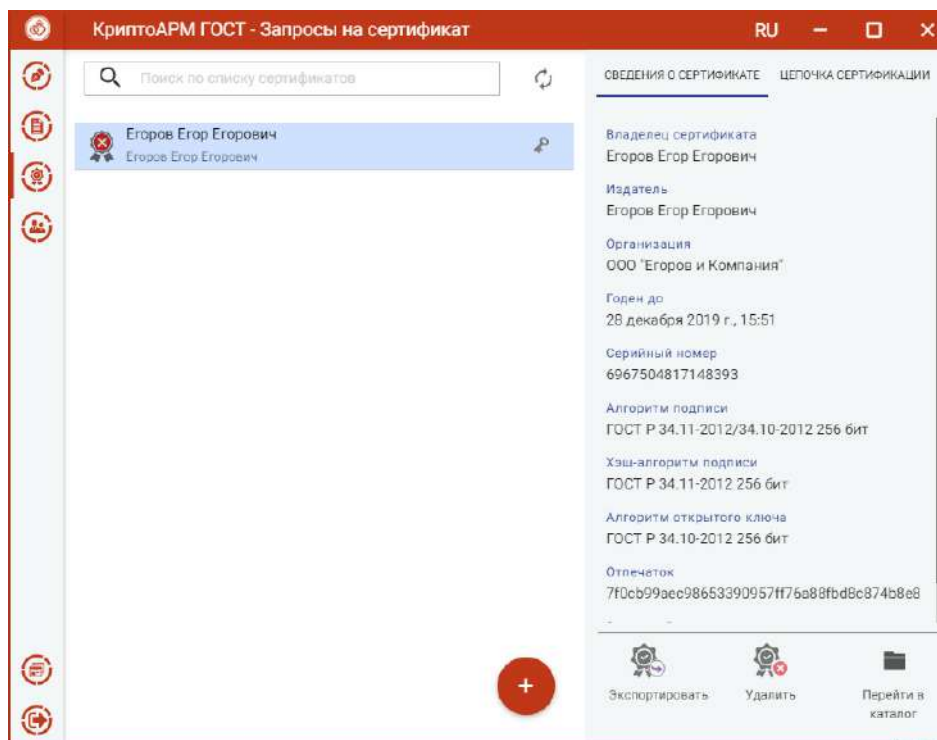 КриптоАРМ ГОСТ - Запросы на сертификат
RU
Поиск по списку сертификатов
Егоров Егор Егорович
Егоров Егор Егорович
СВЕДЕНИЯ О СЕРТИФИКАТЕ
ЦЕПОЧКА СЕРТИФИКАЦИИ
Владелец сертификата
Егоров Егор Егорович
Издатель
Егоров Егор Егорович
Организация
ООО "Егоров и Компания"
Годен до
28 декабря 2019 г., 15:51
Серийный номер
6967504817148393
Алгоритм подписи
ГОСТ Р 34.11-2012/34.10-2012 256 бит
Хэш-алгоритм подписи
ГОСТ Р 34.11-2012 256 бит
Алгоритм открытого ключа
ГОСТ Р 34.10-2012 256 бит
Отпечаток
7f0cb99aec98653390957ff76a88fbd8c874b8e8
Экспортировать
Удалить
Перейти в
каталог